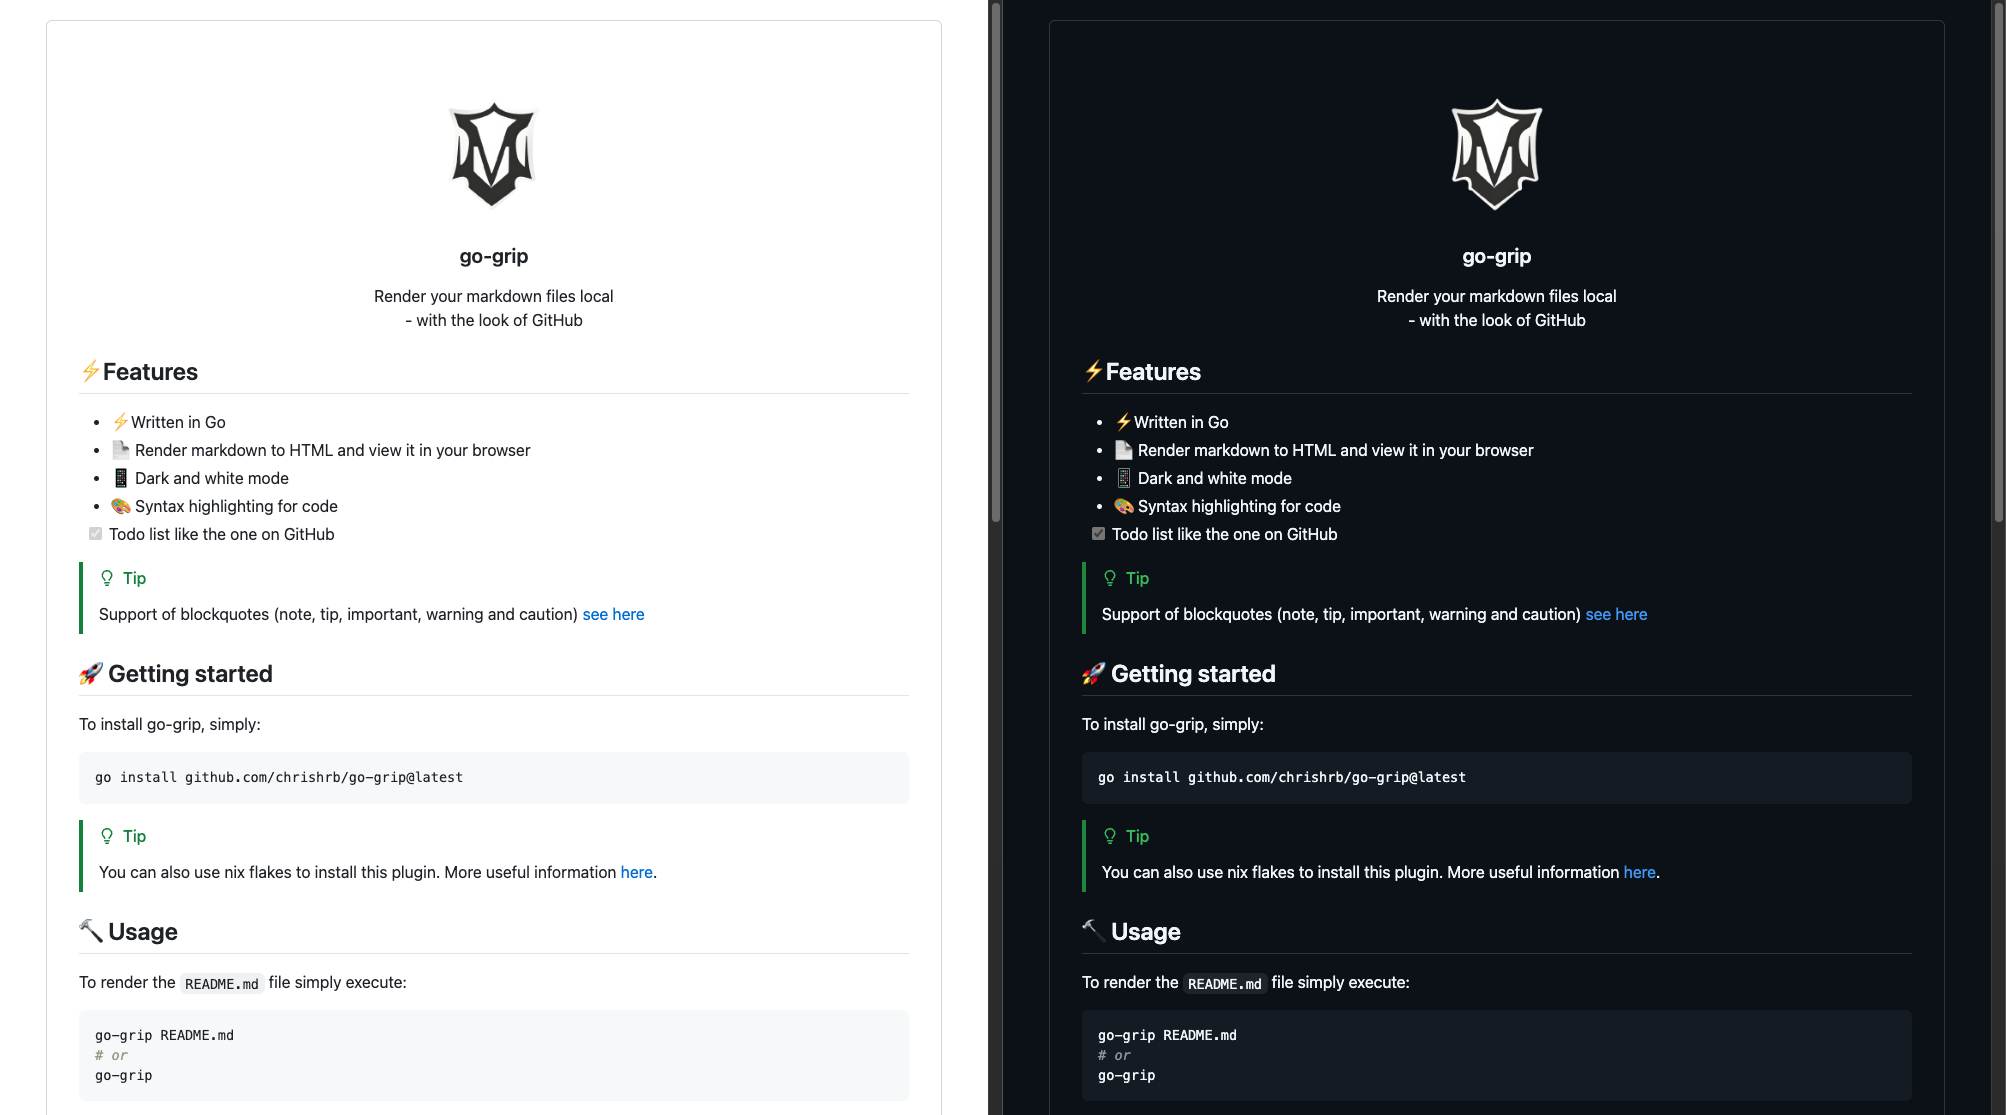 go-grip
Render your markdown files local
- with the look of GitHub
⚡Features
• ⚡Written in Go
• 📄 Render markdown to HTML and view it in your browser
• 📱 Dark and white mode
• 🎨 Syntax highlighting for code
Todo list like the one on GitHub
Tip
Support of blockquotes (note, tip, important, warning and caution) see here
🚀 Getting started
To install go-grip, simply:
go install github.com/chrishrb/go-grip@latest
Tip
You can also use nix flakes to install this plugin. More useful information here.
🔨 Usage
To render the README.md file simply execute:
go-grip README.md
# or
go-grip
go-grip
Render your markdown files local
- with the look of GitHub
⚡Features
• ⚡Written in Go
• 📄 Render markdown to HTML and view it in your browser
• 📱 Dark and white mode
• 🎨 Syntax highlighting for code
Todo list like the one on GitHub
Tip
Support of blockquotes (note, tip, important, warning and caution) see here
🚀 Getting started
To install go-grip, simply:
go install github.com/chrishrb/go-grip@latest
Tip
You can also use nix flakes to install this plugin. More useful information here.
🔨 Usage
To render the README.md file simply execute:
go-grip README.md
# or
go-grip